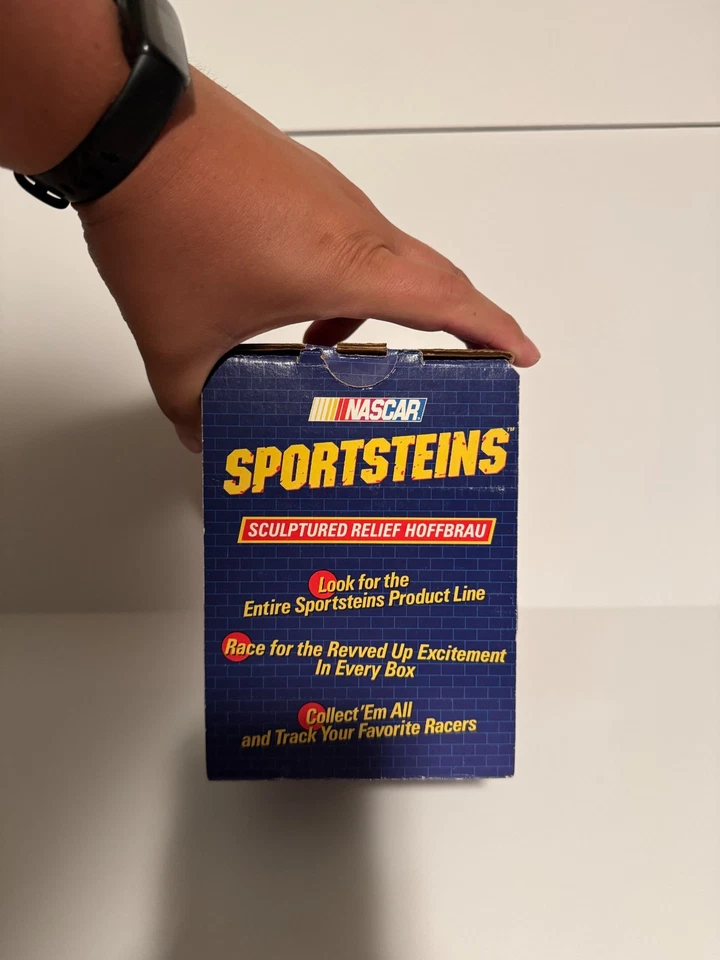 NASCAR
SPORTSTEINS™
SCULPTURED RELIEF HOFFBRAU
Look for the
Entire Sportsteins Product Line
Race for the Revved Up Excitement
In Every Box
Collect 'Em All
and Track Your Favorite Racers